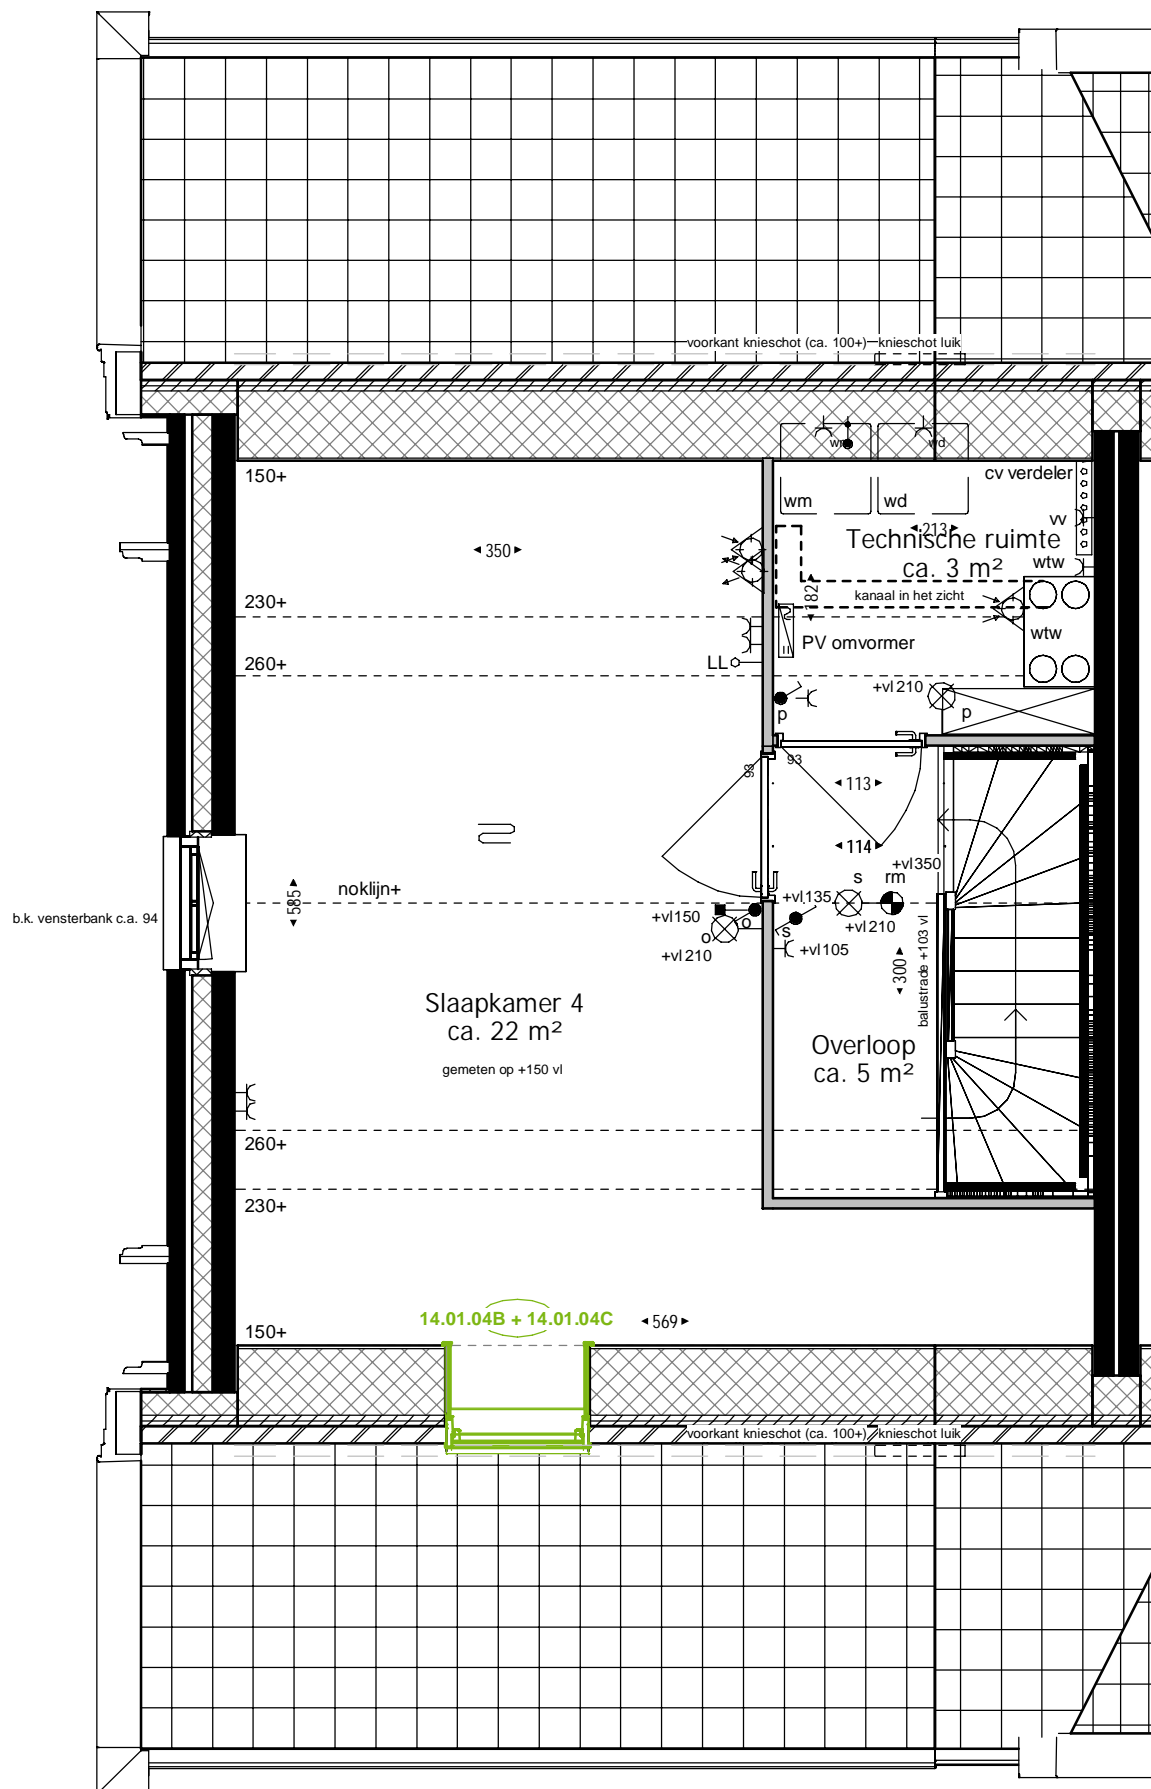 voorkant knieschot (ca. 100+) knieschot luik
wm wd
150+
cv verdeler
wm wd
vv
213
350
Technische ruimte
ca. 3 m²
wtw
182
kanaal in het zicht
230+
wtw
PV omvormer
260+
LL
+vl 210
p
p
93
93
113
114
+vl 350
s rm
noklijn+
585
+vl 135
b.k. vensterbank c.a. 94
+vl 150
o
o
s
+vl 210
+vl 210
+vl 105
300
balustrade +103 vl
Slaapkamer 4
ca. 22 m²
gemeten op +150 vl
Overloop
ca. 5 m²
260+
230+
14.01.04B + 14.01.04C
569
150+
voorkant knieschot (ca. 100+) knieschot luik